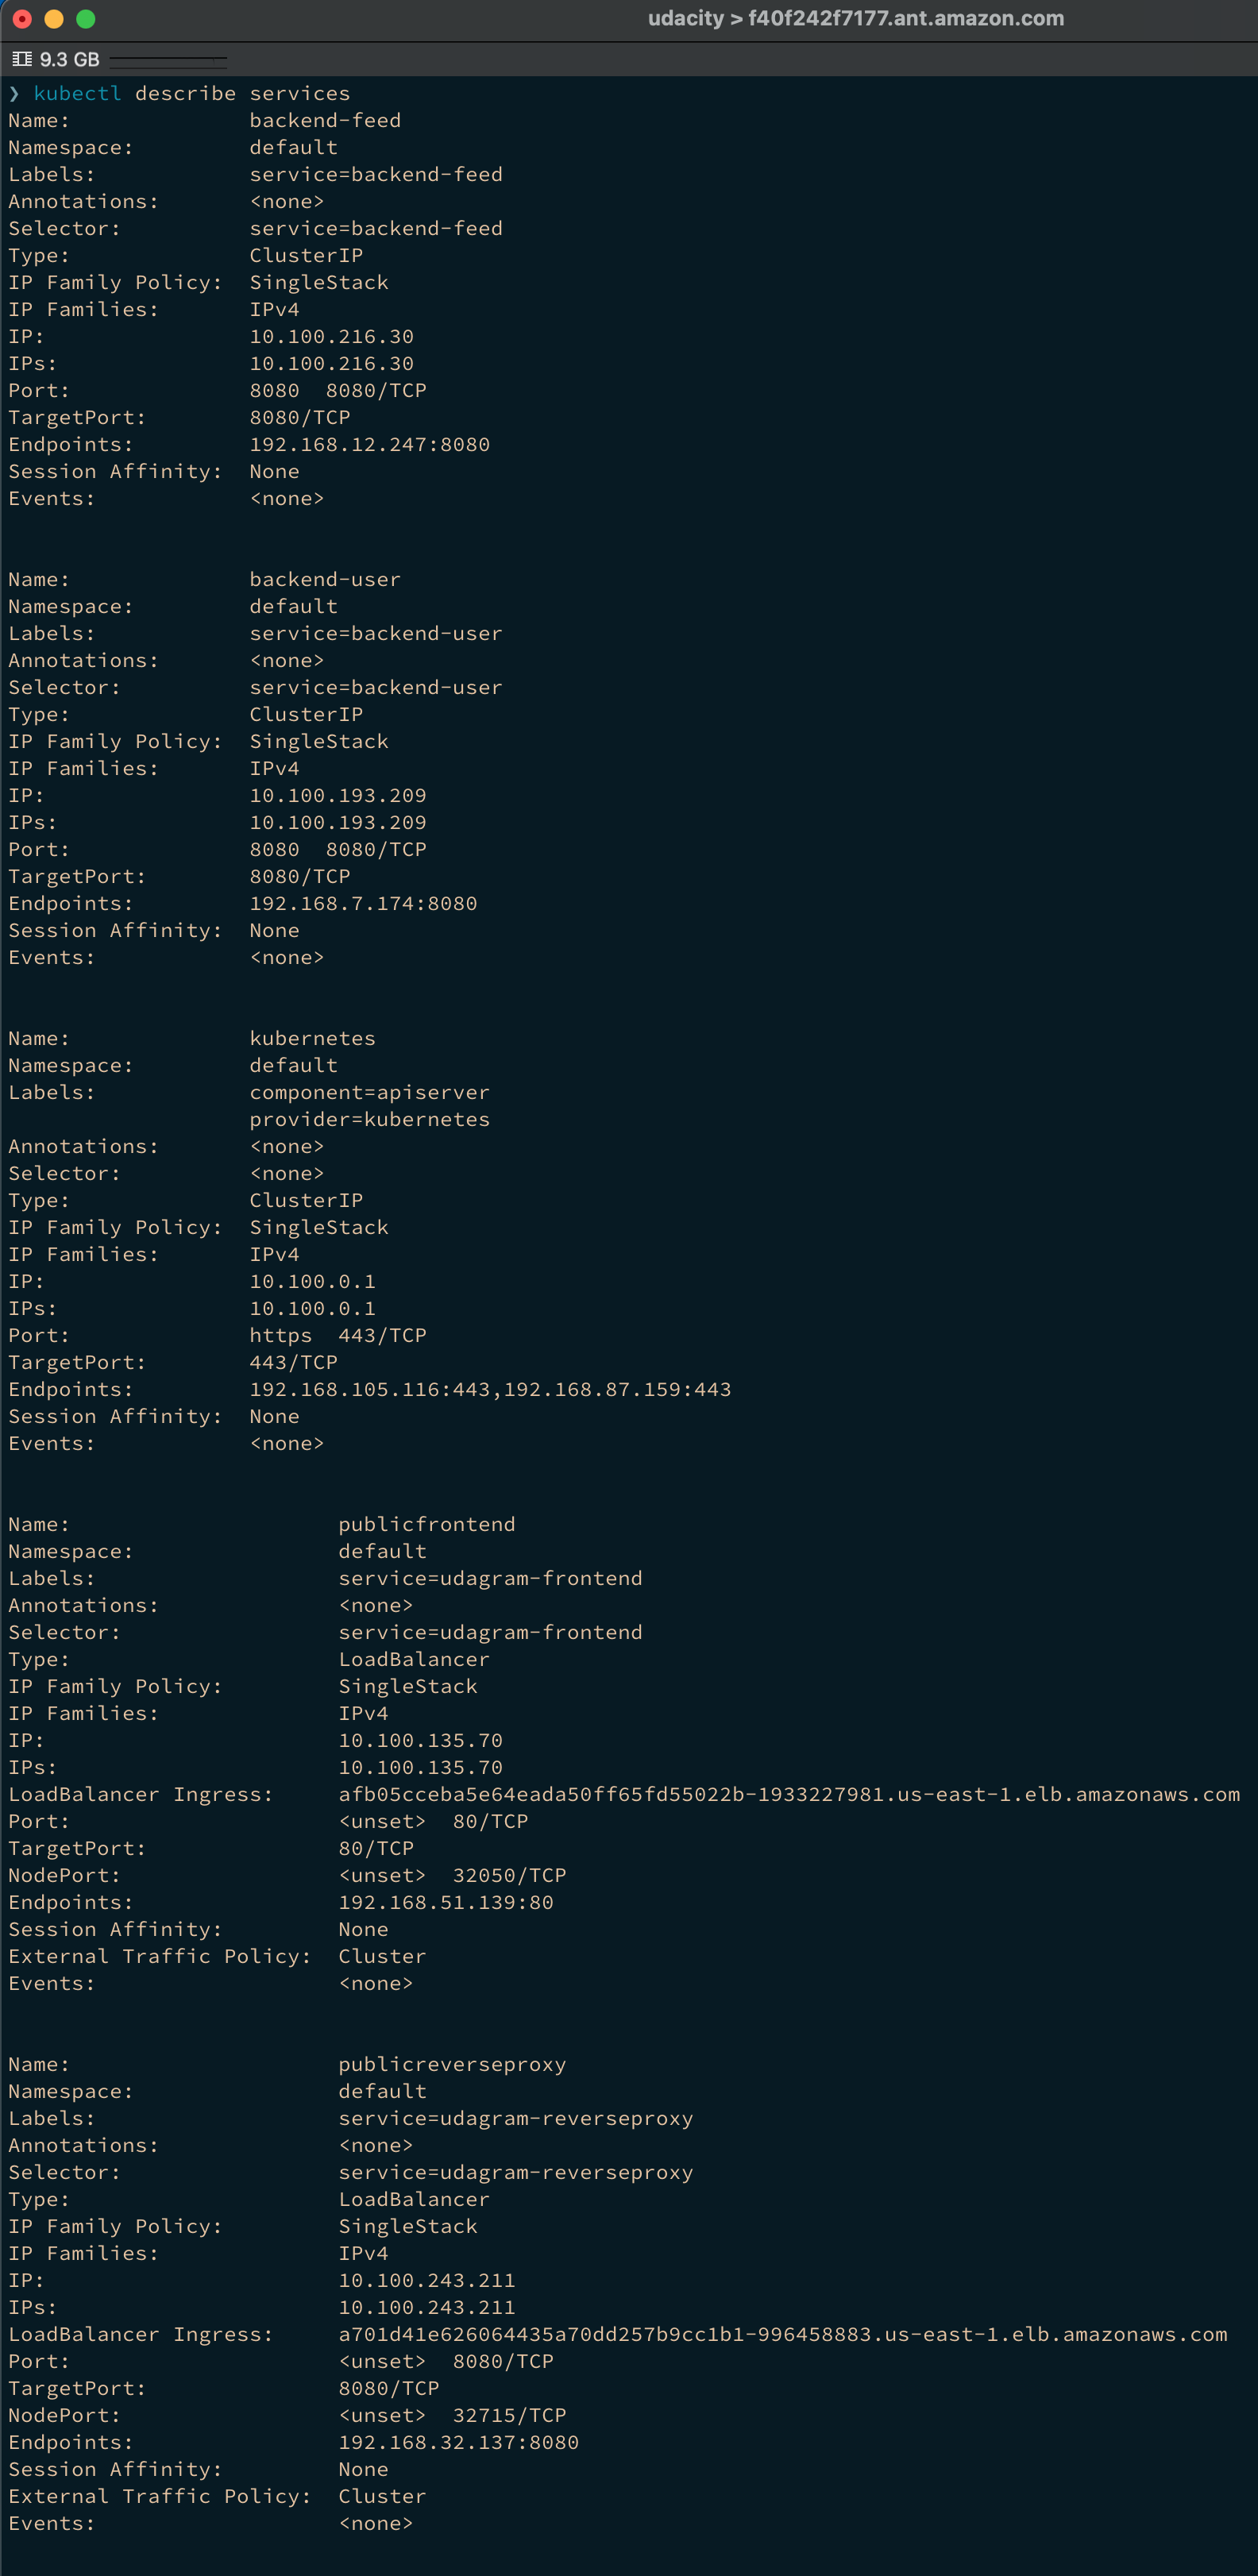 udacity > f40f242f7177.ant.amazon.com
9.3 GB
❯ kubectl describe services
Name:              backend-feed
Namespace:         default
Labels:            service=backend-feed
Annotations:       <none>
Selector:          service=backend-feed
Type:              ClusterIP
IP Family Policy:  SingleStack
IP Families:       IPv4
IP:                10.100.216.30
IPs:               10.100.216.30
Port:              8080  8080/TCP
TargetPort:        8080/TCP
Endpoints:         192.168.12.247:8080
Session Affinity:  None
Events:            <none>

Name:              backend-user
Namespace:         default
Labels:            service=backend-user
Annotations:       <none>
Selector:          service=backend-user
Type:              ClusterIP
IP Family Policy:  SingleStack
IP Families:       IPv4
IP:                10.100.193.209
IPs:               10.100.193.209
Port:              8080  8080/TCP
TargetPort:        8080/TCP
Endpoints:         192.168.7.174:8080
Session Affinity:  None
Events:            <none>

Name:              kubernetes
Namespace:         default
Labels:            component=apiserver
                   provider=kubernetes
Annotations:       <none>
Selector:          <none>
Type:              ClusterIP
IP Family Policy:  SingleStack
IP Families:       IPv4
IP:                10.100.0.1
IPs:               10.100.0.1
Port:              https  443/TCP
TargetPort:        443/TCP
Endpoints:         192.168.105.116:443,192.168.87.159:443
Session Affinity:  None
Events:            <none>

Name:                     publicfrontend
Namespace:                default
Labels:                   service=udagram-frontend
Annotations:              <none>
Selector:                 service=udagram-frontend
Type:                     LoadBalancer
IP Family Policy:         SingleStack
IP Families:              IPv4
IP:                       10.100.135.70
IPs:                      10.100.135.70
LoadBalancer Ingress:     afb05cceba5e64eada50ff65fd55022b-1933227981.us-east-1.elb.amazonaws.com
Port:                     <unset>  80/TCP
TargetPort:               80/TCP
NodePort:                 <unset>  32050/TCP
Endpoints:                192.168.51.139:80
Session Affinity:         None
External Traffic Policy:  Cluster
Events:                   <none>

Name:                     publicreverseproxy
Namespace:                default
Labels:                   service=udagram-reverseproxy
Annotations:              <none>
Selector:                 service=udagram-reverseproxy
Type:                     LoadBalancer
IP Family Policy:         SingleStack
IP Families:              IPv4
IP:                       10.100.243.211
IPs:                      10.100.243.211
LoadBalancer Ingress:     a701d41e626064435a70dd257b9cc1b1-996458883.us-east-1.elb.amazonaws.com
Port:                     <unset>  8080/TCP
TargetPort:               8080/TCP
NodePort:                 <unset>  32715/TCP
Endpoints:                192.168.32.137:8080
Session Affinity:         None
External Traffic Policy:  Cluster
Events:                   <none>